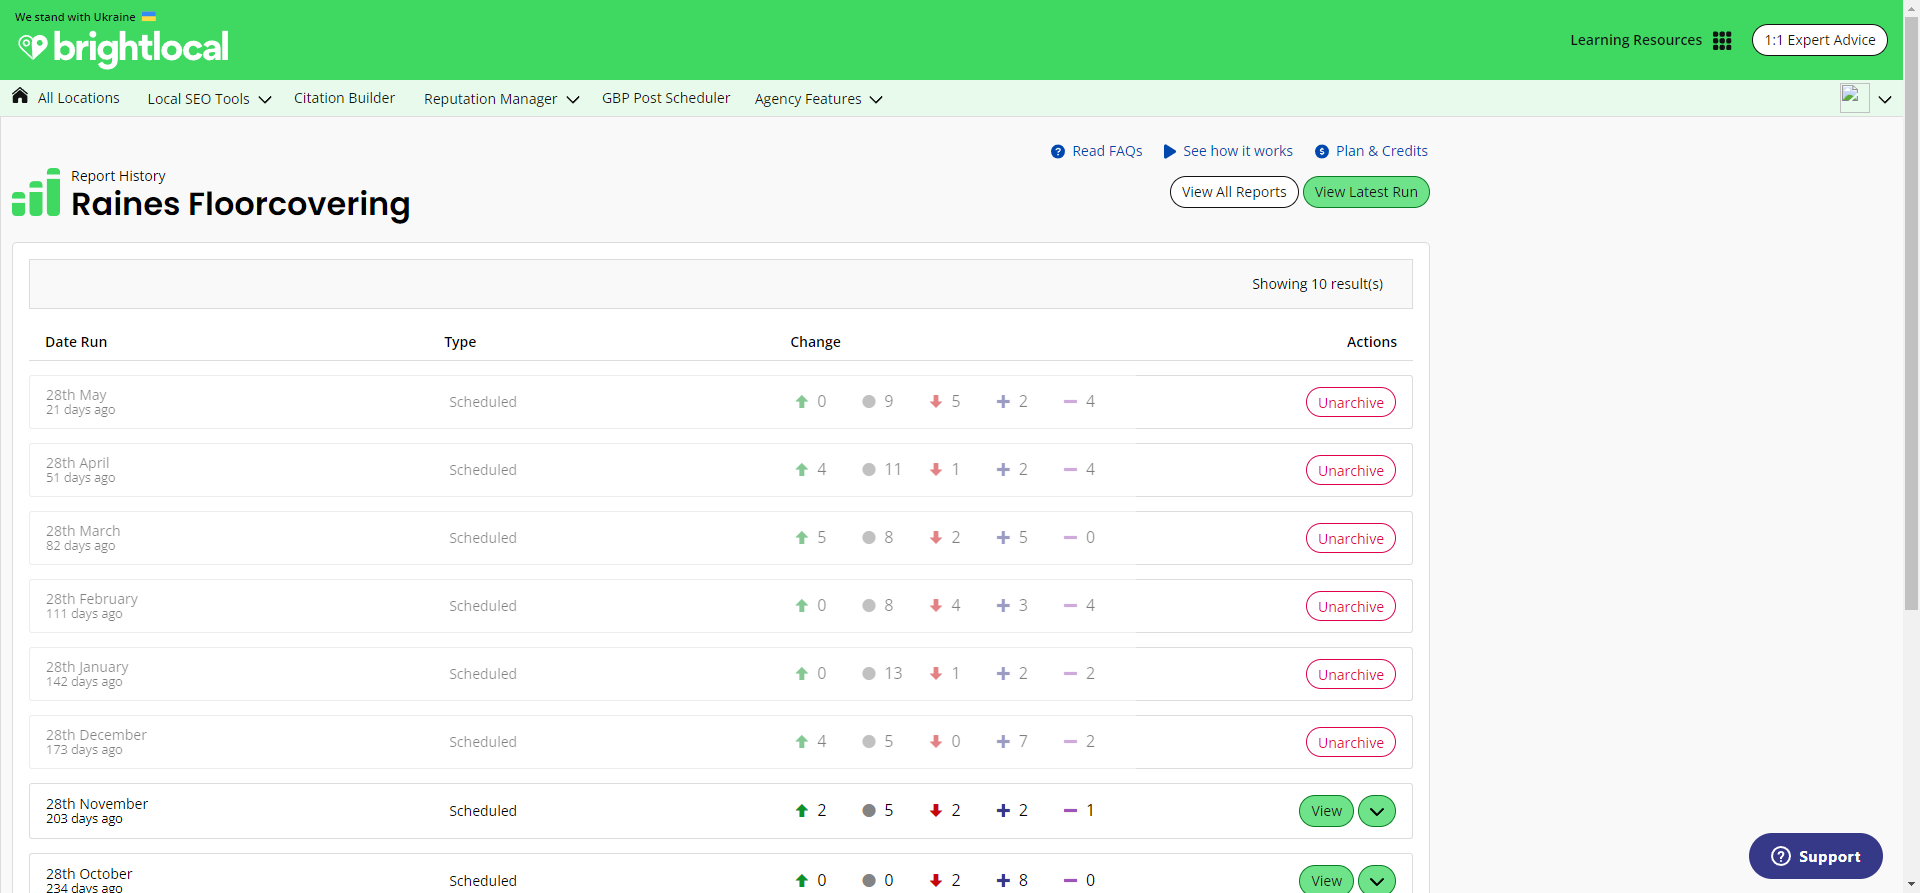 We stand with Ukraine
brightlocal
Learning Resources
1:1 Expert Advice
All Locations
Local SEO Tools
Citation Builder
Reputation Manager
GBP Post Scheduler
Agency Features
Read FAQs
See how it works
Plan & Credits
Report History
Raines Floorcovering
View All Reports
View Latest Run
Showing 10 result(s)
Date Run Type Change Actions
28th May
21 days ago
Scheduled 0 9 5 2 4 Unarchive
28th April
51 days ago
Scheduled 4 11 1 2 4 Unarchive
28th March
82 days ago
Scheduled 5 8 2 5 0 Unarchive
28th February
111 days ago
Scheduled 0 8 4 3 4 Unarchive
28th January
142 days ago
Scheduled 0 13 1 2 2 Unarchive
28th December
173 days ago
Scheduled 4 5 0 7 2 Unarchive
28th November
203 days ago
Scheduled 2 5 2 2 1 View
28th October
234 days ago
Scheduled 0 0 2 8 0 View
Support